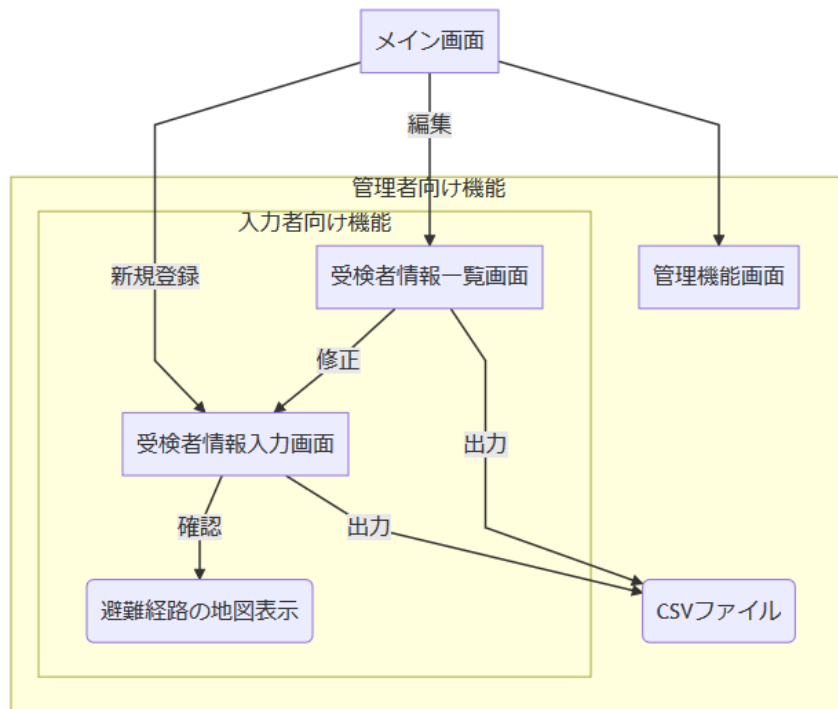 メイン画面
編集
管理者向け機能
入力者向け機能
新規登録
受検者情報一覧画面
管理機能画面
修正
受検者情報入力画面
出力
確認
出力
避難経路の地図表示
CSVファイル